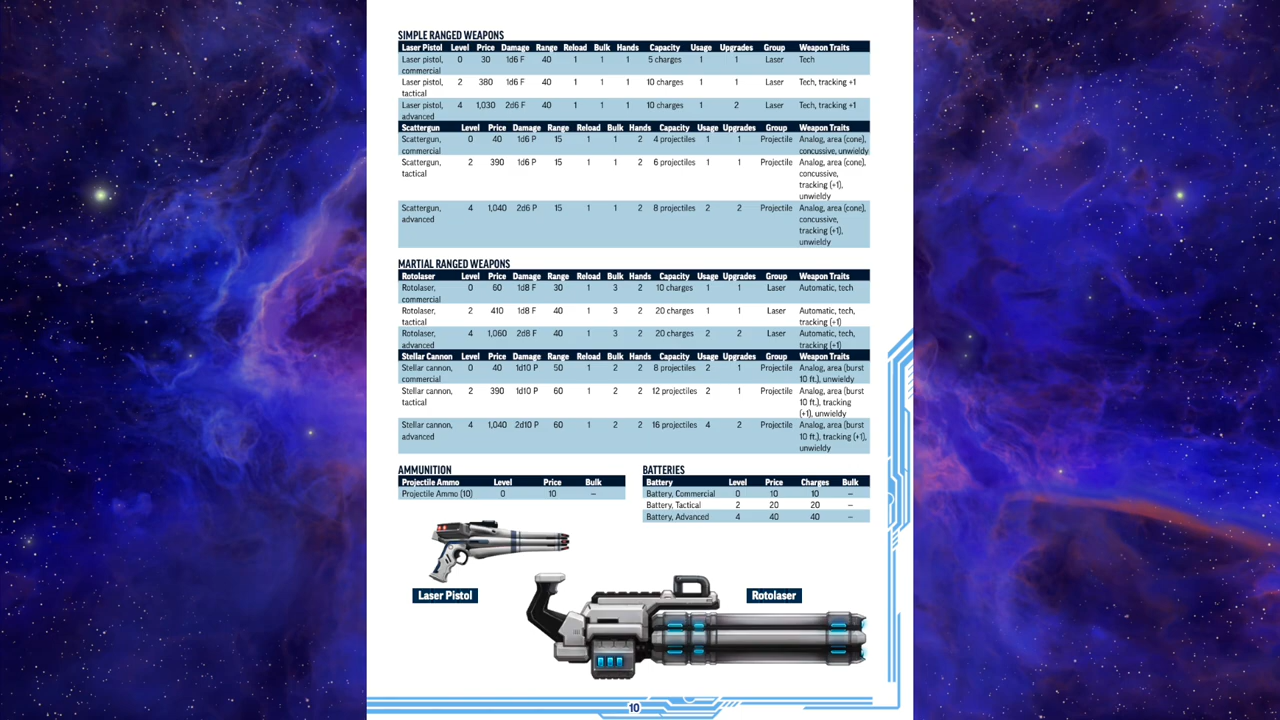 SIMPLE RANGED WEAPONS
Laser Pistol Level Price Damage Range Reload Bulk Hands Capacity Usage Upgrades Group Weapon Traits
Laser pistol, 0 30 1d6 F 40 1 1 1 5 charges 1 1 Laser Tech
commercial
Laser pistol, 2 380 1d6 F 40 1 1 1 10 charges 1 1 Laser Tech, tracking +1
tactical
Laser pistol, 4 1,030 2d6 F 40 1 1 1 10 charges 1 2 Laser Tech, tracking +1
advanced
Scattergun Level Price Damage Range Reload Bulk Hands Capacity Usage Upgrades Group Weapon Traits
Scattergun, 0 40 1d6 P 15 1 1 2 4 projectiles 1 1 Projectile Analog, area (cone),
commercial concussive, unwieldy
Scattergun, 2 390 1d6 P 15 1 1 2 6 projectiles 1 1 Projectile Analog, area (cone),
tactical concussive,
tracking (+1),
unwieldy
Scattergun, 4 1,040 2d6 P 15 1 1 2 8 projectiles 2 2 Projectile Analog, area (cone),
advanced concussive,
tracking (+1),
unwieldy
MARTIAL RANGED WEAPONS
Rotolaser Level Price Damage Range Reload Bulk Hands Capacity Usage Upgrades Group Weapon Traits
Rotolaser, 0 60 1d8 F 30 1 3 2 10 charges 1 1 Laser Automatic, tech
commercial
Rotolaser, 2 410 1d8 F 40 1 3 2 20 charges 1 1 Laser Automatic, tech,
tactical tracking (+1)
Rotolaser, 4 1,060 2d8 F 40 1 3 2 20 charges 2 2 Laser Automatic, tech,
advanced tracking (+1)
Stellar Cannon Level Price Damage Range Reload Bulk Hands Capacity Usage Upgrades Group Weapon Traits
Stellar cannon, 0 40 1d10 P 50 1 2 2 8 projectiles 2 1 Projectile Analog, area (burst
commercial 10 ft.), unwieldy
Stellar cannon, 2 390 1d10 P 60 1 2 2 12 projectiles 2 1 Projectile Analog, area (burst
tactical 10 ft.), tracking
(+1), unwieldy
Stellar cannon, 4 1,040 2d10 P 60 1 2 2 16 projectiles 4 2 Projectile Analog, area (burst
advanced 10 ft.), tracking (+1),
unwieldy
AMMUNITION
Projectile Ammo Level Price Bulk
Projectile Ammo (10) 0 10 –
BATTERIES
Battery Level Price Charges Bulk
Battery, Commercial 0 10 10 –
Battery, Tactical 2 20 20 –
Battery, Advanced 4 40 40 –
Laser Pistol
Rotolaser
10